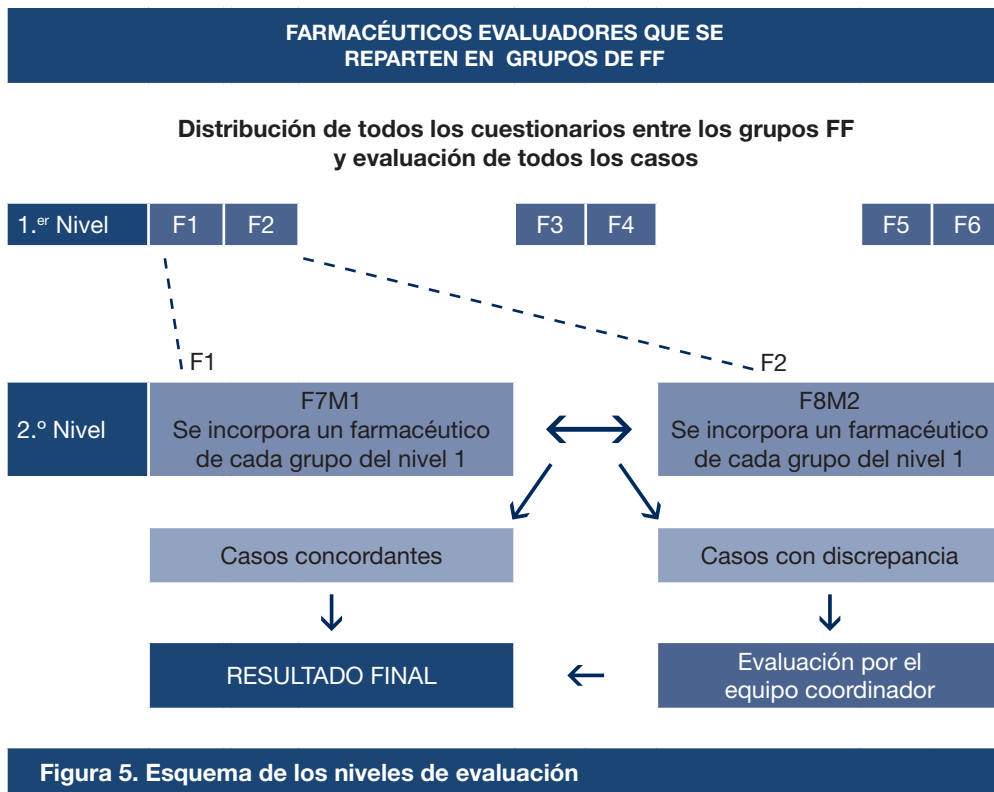 FARMACÉUTICOS EVALUADORES QUE SE
REPARTEN EN GRUPOS DE FF
Distribución de todos los cuestionarios entre los grupos FF
y evaluación de todos los casos
1.er Nivel
F1
F2
F3
F4
F5
F6
F1
F2
2.º Nivel
F7M1
Se incorpora un farmacéutico
de cada grupo del nivel 1
F8M2
Se incorpora un farmacéutico
de cada grupo del nivel 1
Casos concordantes
Casos con discrepancia
RESULTADO FINAL
Evaluación por el
equipo coordinador
Figura 5. Esquema de los niveles de evaluación